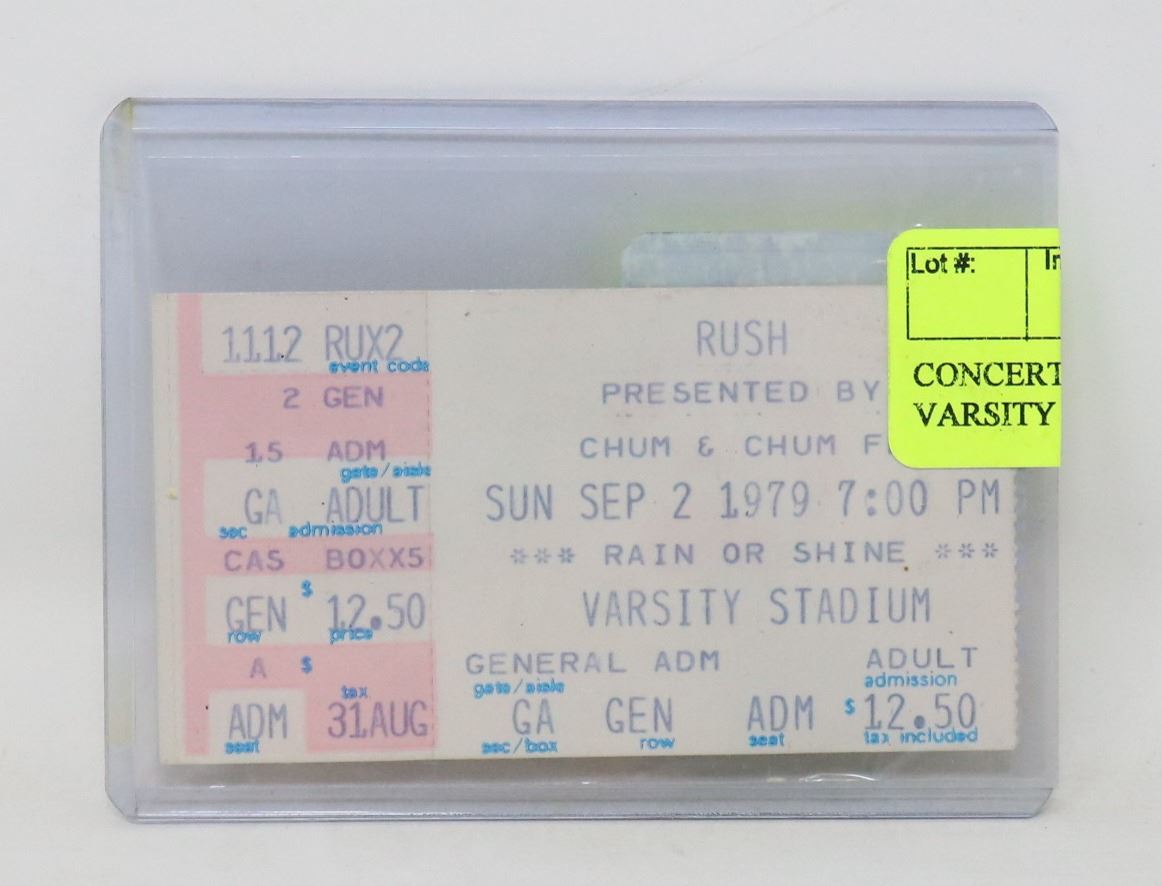 1112 RUX2
event code
2 GEN
15 ADM
gate/aisle
GA ADULT
sec admission
CAS BOXX5
GEN $ 12.50
row price
A $
tax
ADM 31AUG
seat
RUSH
PRESENTED BY
CHUM & CHUM F
SUN SEP 2 1979 7:00 PM
*** RAIN OR SHINE ***
VARSITY STADIUM
GENERAL ADM ADULT
gate/aisle admission
GA GEN ADM $12.50
sec/box row seat tax included
Lot #:
CONCERT
VARSITY